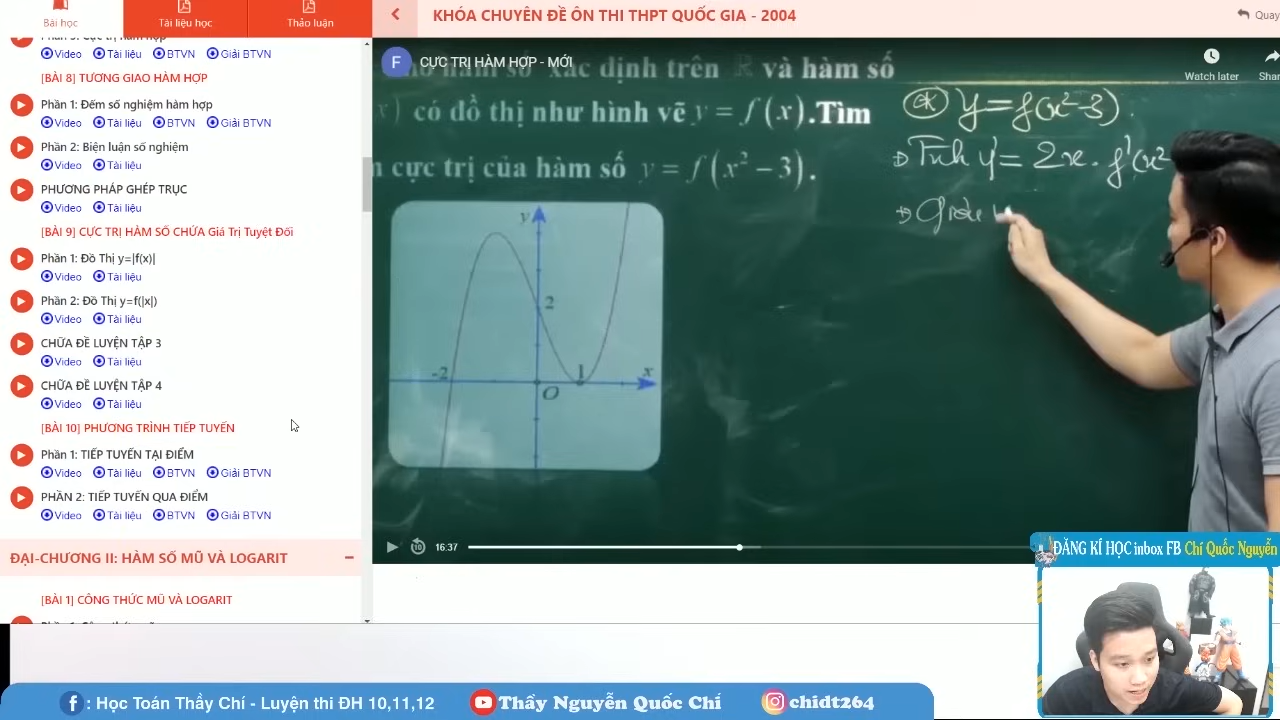 Bài học
Tài liệu học
Thảo luận
KHÓA CHUYÊN ĐỀ ÔN THI THPT QUỐC GIA - 2004
Quay
Video Tài liệu BTVN Giải BTVN
[BÀI 8] TƯƠNG GIAO HÀM HỢP
Phần 1: Đếm số nghiệm hàm hợp
Video Tài liệu BTVN Giải BTVN
Phần 2: Biện luận số nghiệm
Video Tài liệu
PHƯƠNG PHÁP GHÉP TRỤC
Video Tài liệu
[BÀI 9] CỰC TRỊ HÀM SỐ CHỨA Giá Trị Tuyệt Đối
Phần 1: Đồ Thị y=|f(x)|
Video Tài liệu
Phần 2: Đồ Thị y=f(|x|)
Video Tài liệu
CHỮA ĐỀ LUYỆN TẬP 3
Video Tài liệu
CHỮA ĐỀ LUYỆN TẬP 4
Video Tài liệu
[BÀI 10] PHƯƠNG TRÌNH TIẾP TUYẾN
Phần 1: TIẾP TUYẾN TẠI ĐIỂM
Video Tài liệu BTVN Giải BTVN
PHẦN 2: TIẾP TUYẾN QUA ĐIỂM
Video Tài liệu BTVN Giải BTVN
ĐẠI-CHƯƠNG II: HÀM SỐ MŨ VÀ LOGARIT
[BÀI 1] CÔNG THỨC MŨ VÀ LOGARIT
F CỰC TRỊ HÀM HỢP - MỚI
Watch later
hàm số xác định trên R và hàm số
) có đồ thị như hình vẽ y = f(x).Tìm
cực trị của hàm số y = f(x² − 3).
y
2
-2
O
1
x
y = f(x²-3).
Tính y' = 2x. f'(x²
10
16:37
ĐĂNG KÍ HỌC inbox FB Chí Quốc Nguyễn
f : Học Toán Thầy Chí - Luyện thi ĐH 10,11,12
Thầy Nguyễn Quốc Chí
chidt264